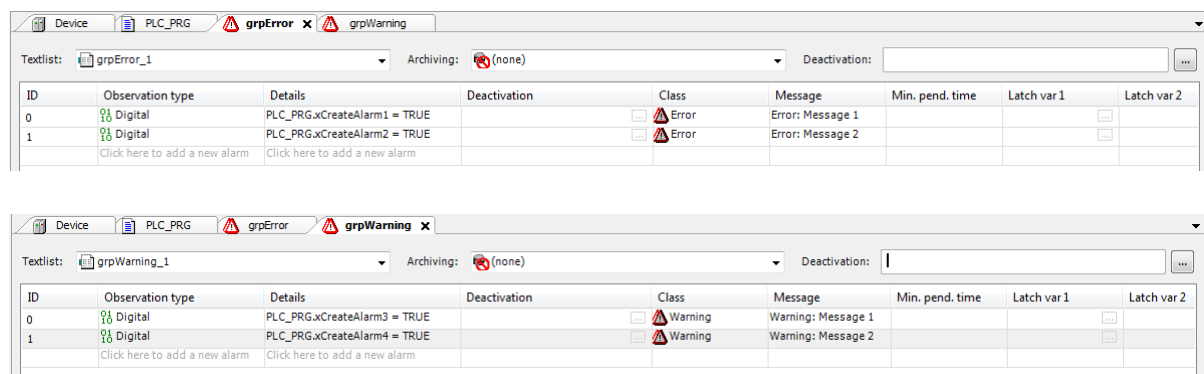 Device PLC_PRG grpError x grpWarning
Textlist: grpError_1 Archiving: (none) Deactivation: ...
ID Observation type Details Deactivation Class Message Min. pend. time Latch var 1 Latch var 2
0 Digital PLC_PRG.xCreateAlarm1 = TRUE ... Error Error: Message 1 ...
1 Digital PLC_PRG.xCreateAlarm2 = TRUE ... Error Error: Message 2 ...
Click here to add a new alarm Click here to add a new alarm
Device PLC_PRG grpError grpWarning x
Textlist: grpWarning_1 Archiving: (none) Deactivation: ...
ID Observation type Details Deactivation Class Message Min. pend. time Latch var 1 Latch var 2
0 Digital PLC_PRG.xCreateAlarm3 = TRUE ... Warning Warning: Message 1 ...
1 Digital PLC_PRG.xCreateAlarm4 = TRUE ... Warning Warning: Message 2 ...
Click here to add a new alarm Click here to add a new alarm